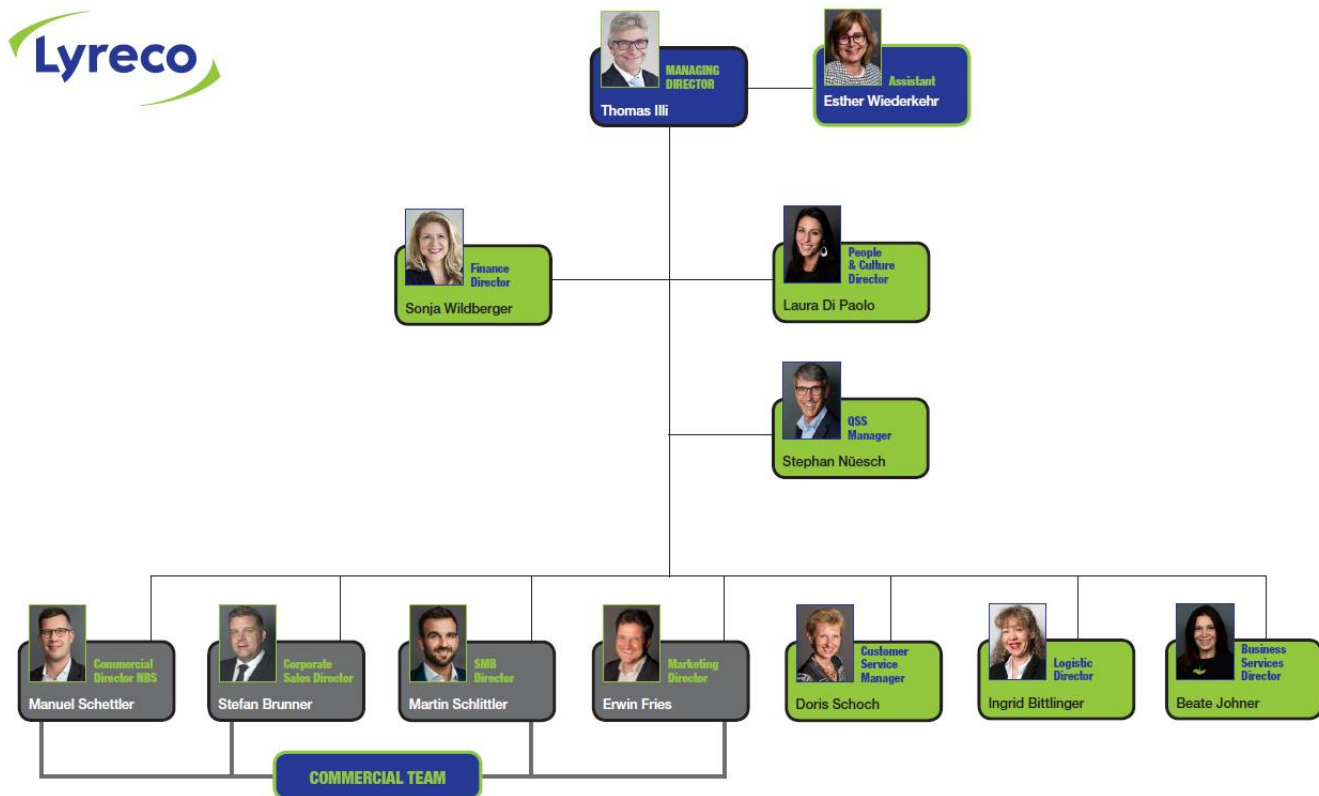 Lyreco
MANAGING
DIRECTOR
Thomas Illi
Assistant
Esther Wiederkehr
Finance
Director
Sonja Wildberger
People
& Culture
Director
Laura Di Paolo
QSS
Manager
Stephan Nüesch
Commercial
Director NBS
Manuel Schettler
Corporate
Sales Director
Stefan Brunner
SMB
Director
Martin Schlittler
Marketing
Director
Erwin Fries
Customer
Service
Manager
Doris Schoch
Logistic
Director
Ingrid Bittlinger
Business
Services
Director
Beate Johner
COMMERCIAL TEAM